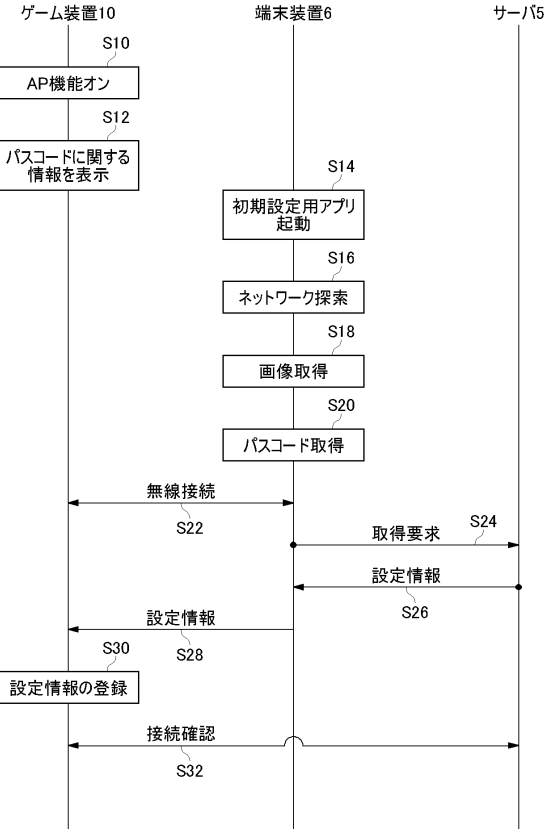 ゲーム装置10
端末装置6
サーバ5
S10
AP機能オン
S12
パスコードに関する
情報を表示
S14
初期設定用アプリ
起動
S16
ネットワーク探索
S18
画像取得
S20
パスコード取得
無線接続
S22
S24
取得要求
設定情報
S26
設定情報
S28
S30
設定情報の登録
接続確認
S32